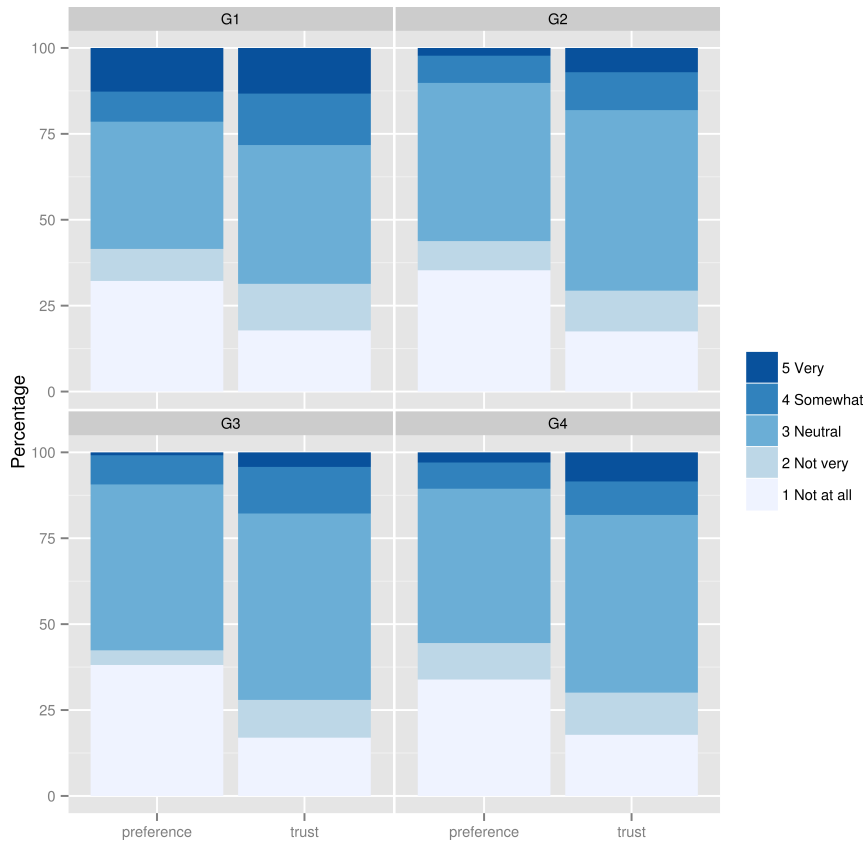 G1
G2
100
75
50
25
0
G3
G4
100
75
50
25
0
preference
trust
preference
trust
Percentage
5 Very
4 Somewhat
3 Neutral
2 Not very
1 Not at all